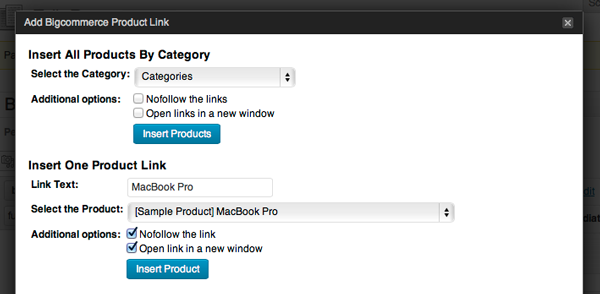 Add Bigcommerce Product Link
Insert All Products By Category
Select the Category: Categories
Additional options: Nofollow the links
Open links in a new window
Insert Products
Insert One Product Link
Link Text: MacBook Pro
Select the Product: [Sample Product] MacBook Pro
Additional options: Nofollow the link
Open link in a new window
Insert Product